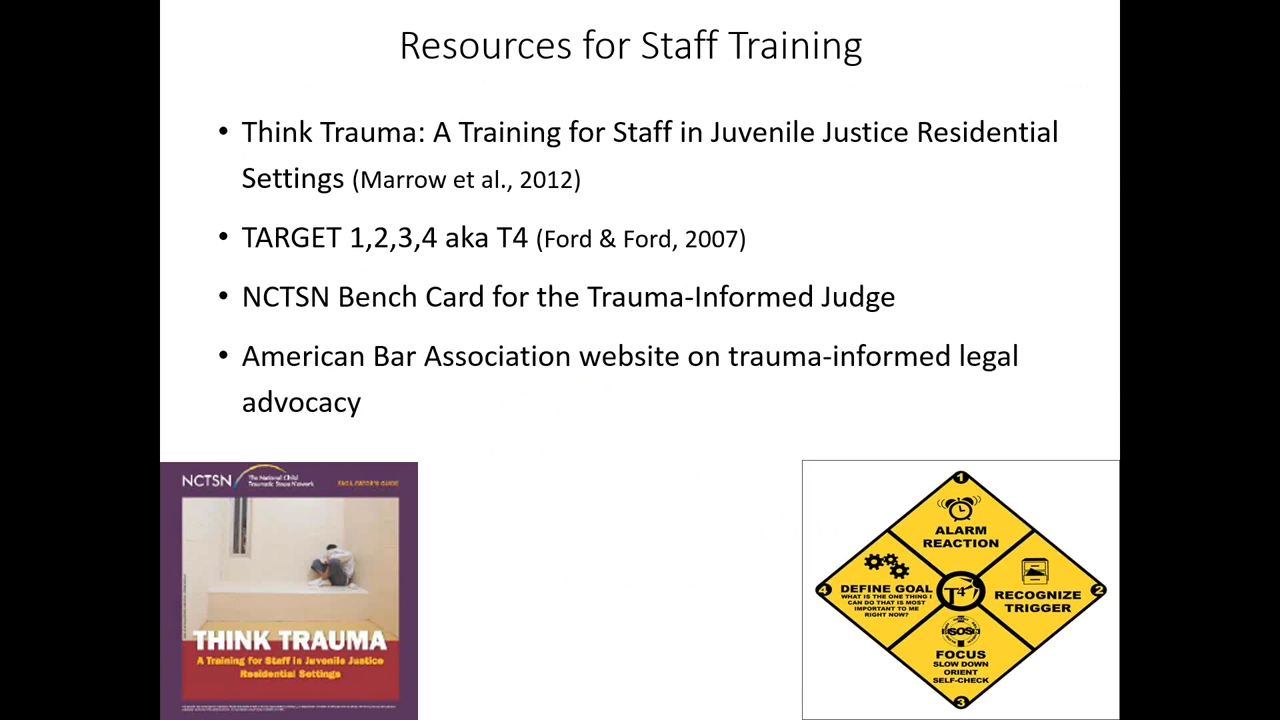 Resources for Staff Training
• Think Trauma: A Training for Staff in Juvenile Justice Residential
Settings (Marrow et al., 2012)
• TARGET 1,2,3,4 aka T4 (Ford & Ford, 2007)
• NCTSN Bench Card for the Trauma-Informed Judge
• American Bar Association website on trauma-informed legal
advocacy
NCTSN
The National Child
Traumatic Stress Network
FACILITATOR'S GUIDE
THINK TRAUMA
A Training for Staff in Juvenile Justice
Residential Settings
1
ALARM
REACTION
4
DEFINE GOAL
WHAT IS THE ONE THING I
CAN DO THAT IS MOST
IMPORTANT TO ME
RIGHT NOW?
T4
2
RECOGNIZE
TRIGGER
SOS
FOCUS
SLOW DOWN
ORIENT
SELF-CHECK
3